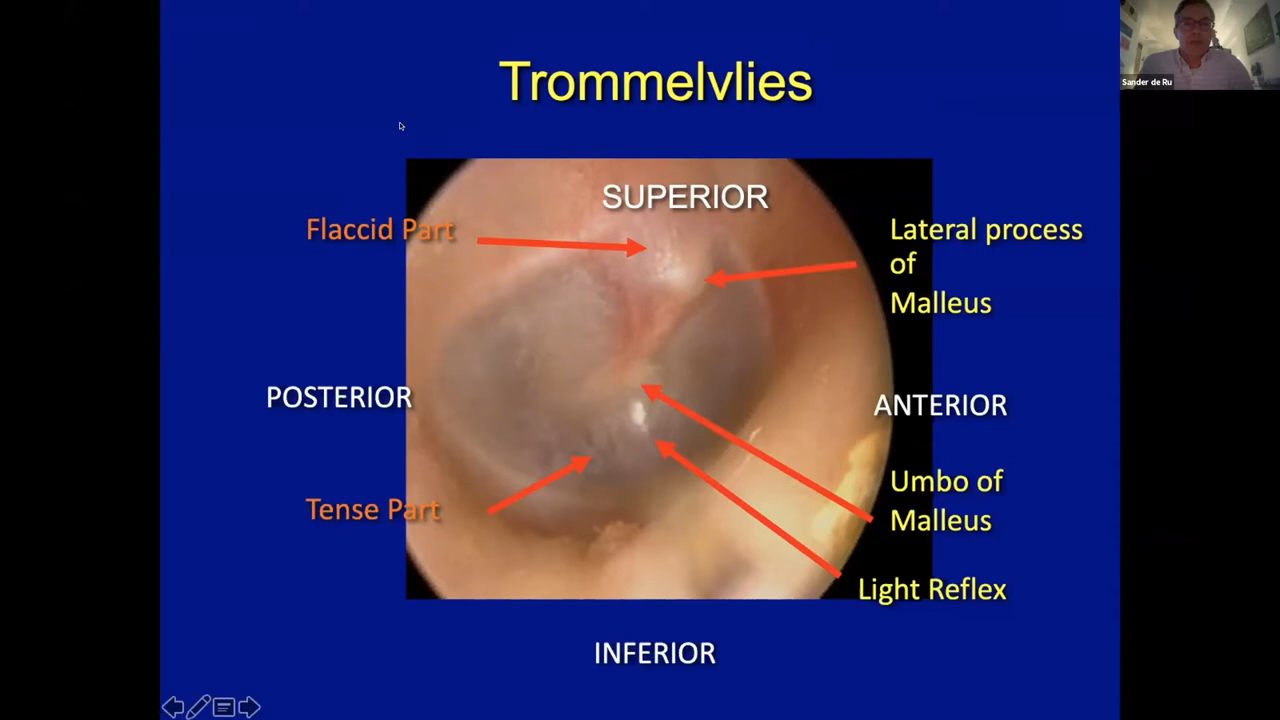 Trommelvlies
Sander de Ru
SUPERIOR
Flaccid Part
Lateral process
of
Malleus
POSTERIOR
ANTERIOR
Umbo of
Malleus
Tense Part
Light Reflex
INFERIOR